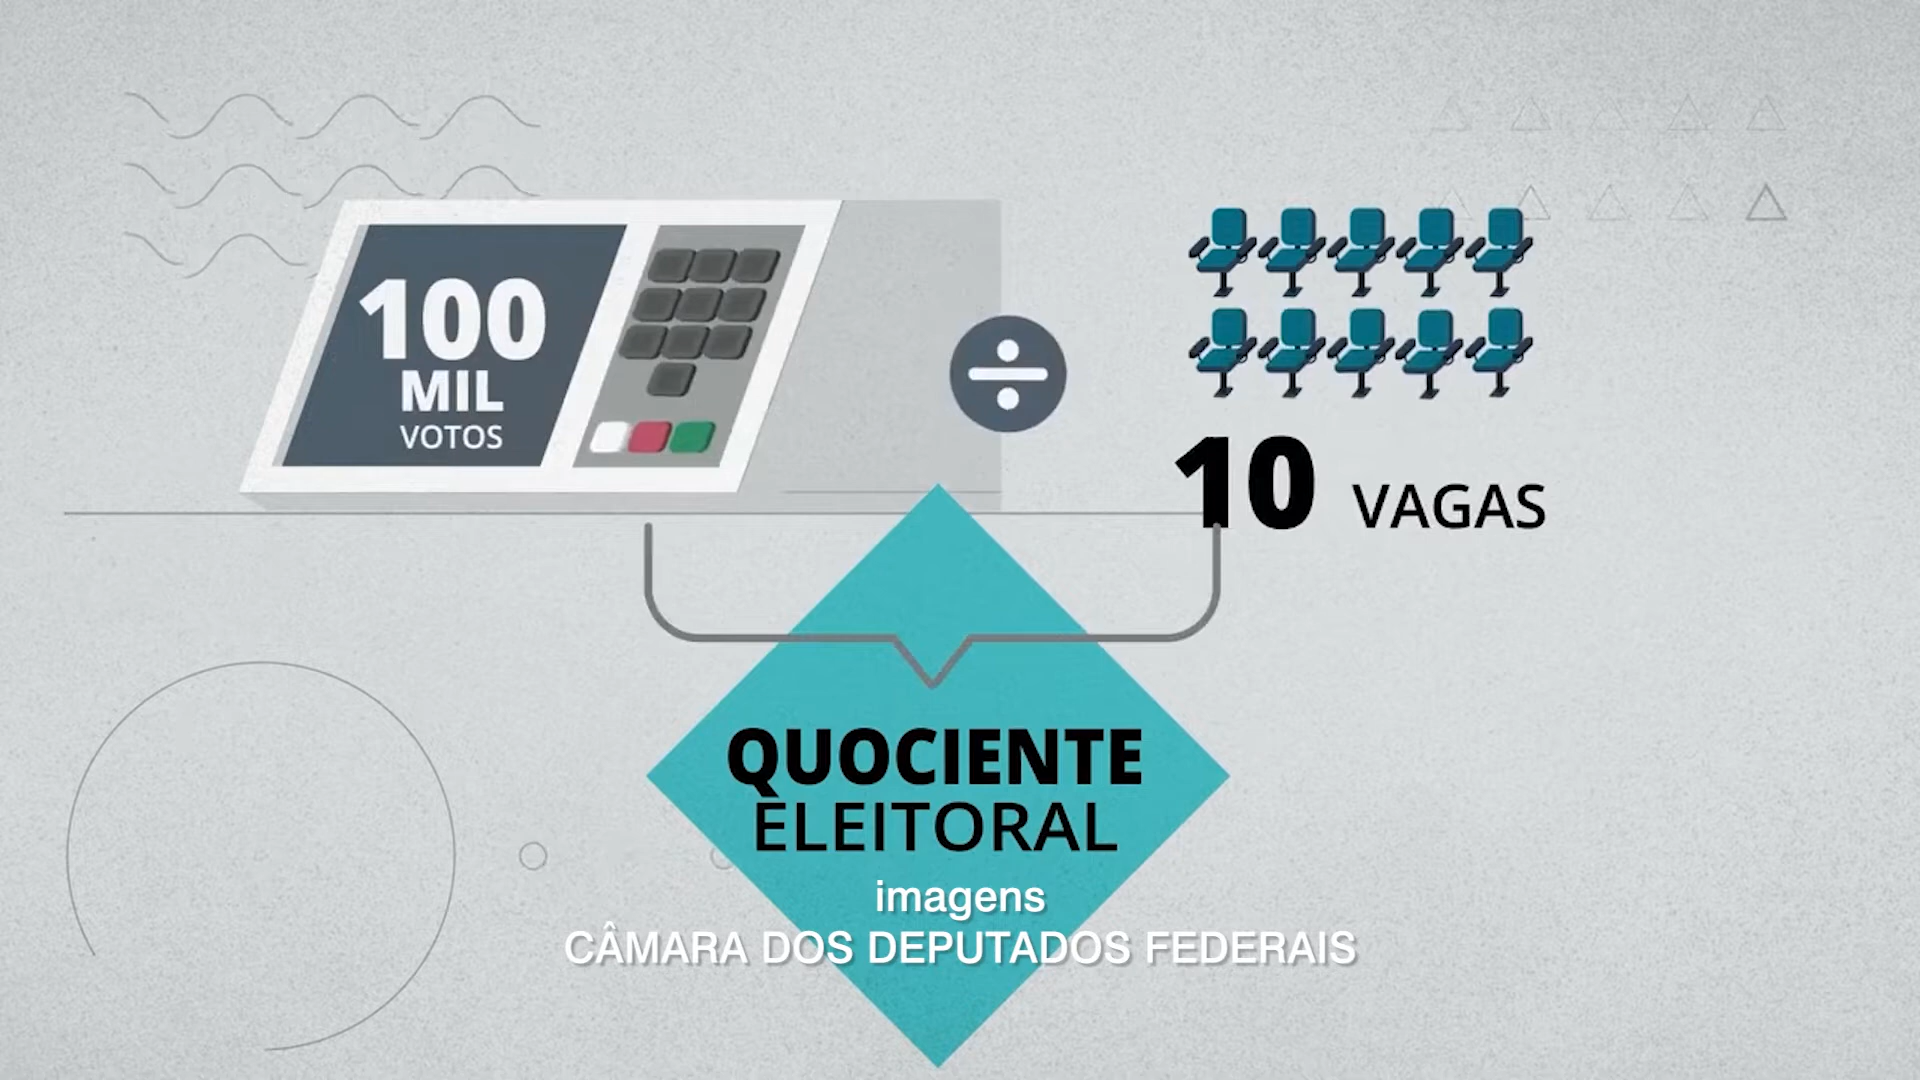 100
MIL
VOTOS
10 VAGAS
QUOCIENTE
ELEITORAL
imagens
CÂMARA DOS DEPUTADOS FEDERAIS